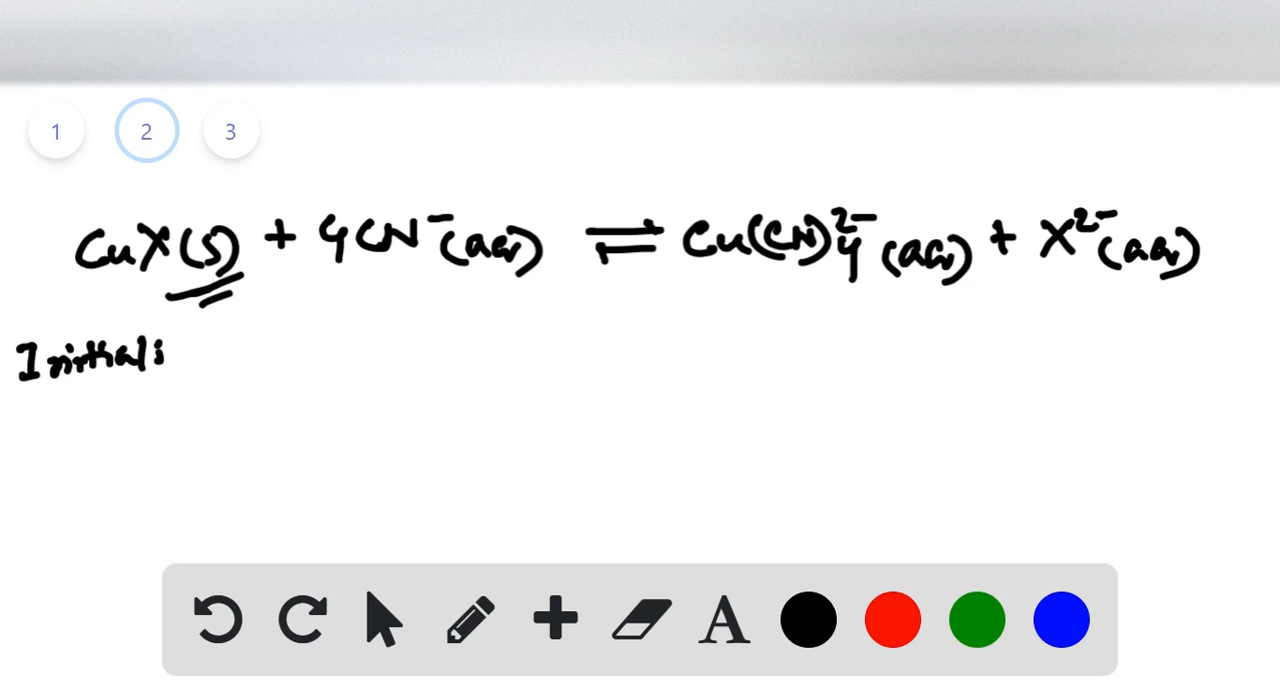 1 2 3
CuX(s) + 4CN⁻(aq) ⇌ Cu(CN)₄²⁻(aq) + X²⁻(aq)
Initial:
A